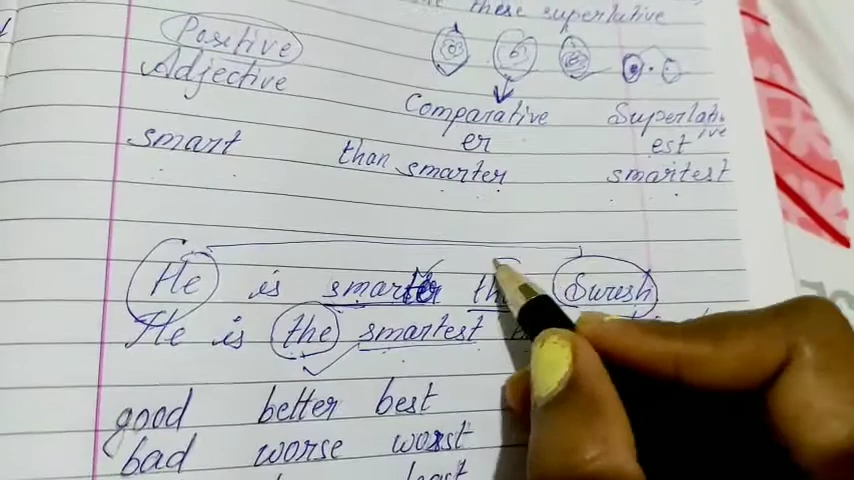 these superlative
Positive
Adjective
Comparative Superlative
er est
smart than smarter smartest
He is smarter Suresh
He is the smartest
good better best
bad worse worst